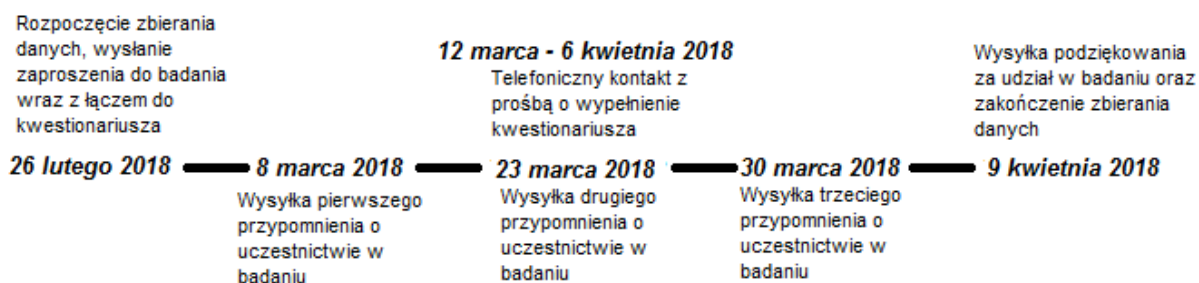 Rozpoczęcie zbierania
danych, wysłanie
zaproszenia do badania
wraz z łączem do
kwestionariusza
12 marca - 6 kwietnia 2018
Telefoniczny kontakt z
prośbą o wypełnienie
kwestionariusza
Wysyłka podziękowania
za udział w badaniu oraz
zakończenie zbierania
danych
26 lutego 2018
8 marca 2018
23 marca 2018
30 marca 2018
9 kwietnia 2018
Wysyłka pierwszego
przypomnienia o
uczestnictwie w
badaniu
Wysyłka drugiego
przypomnienia o
uczestnictwie w
badaniu
Wysyłka trzeciego
przypomnienia o
uczestnictwie w
badaniu